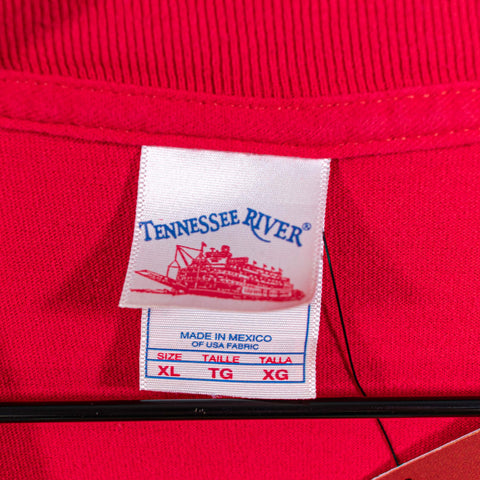 TENNESSEE RIVER®
MADE IN MEXICO
OF USA FABRIC
SIZE TAILLE TALLA
XL TG XG